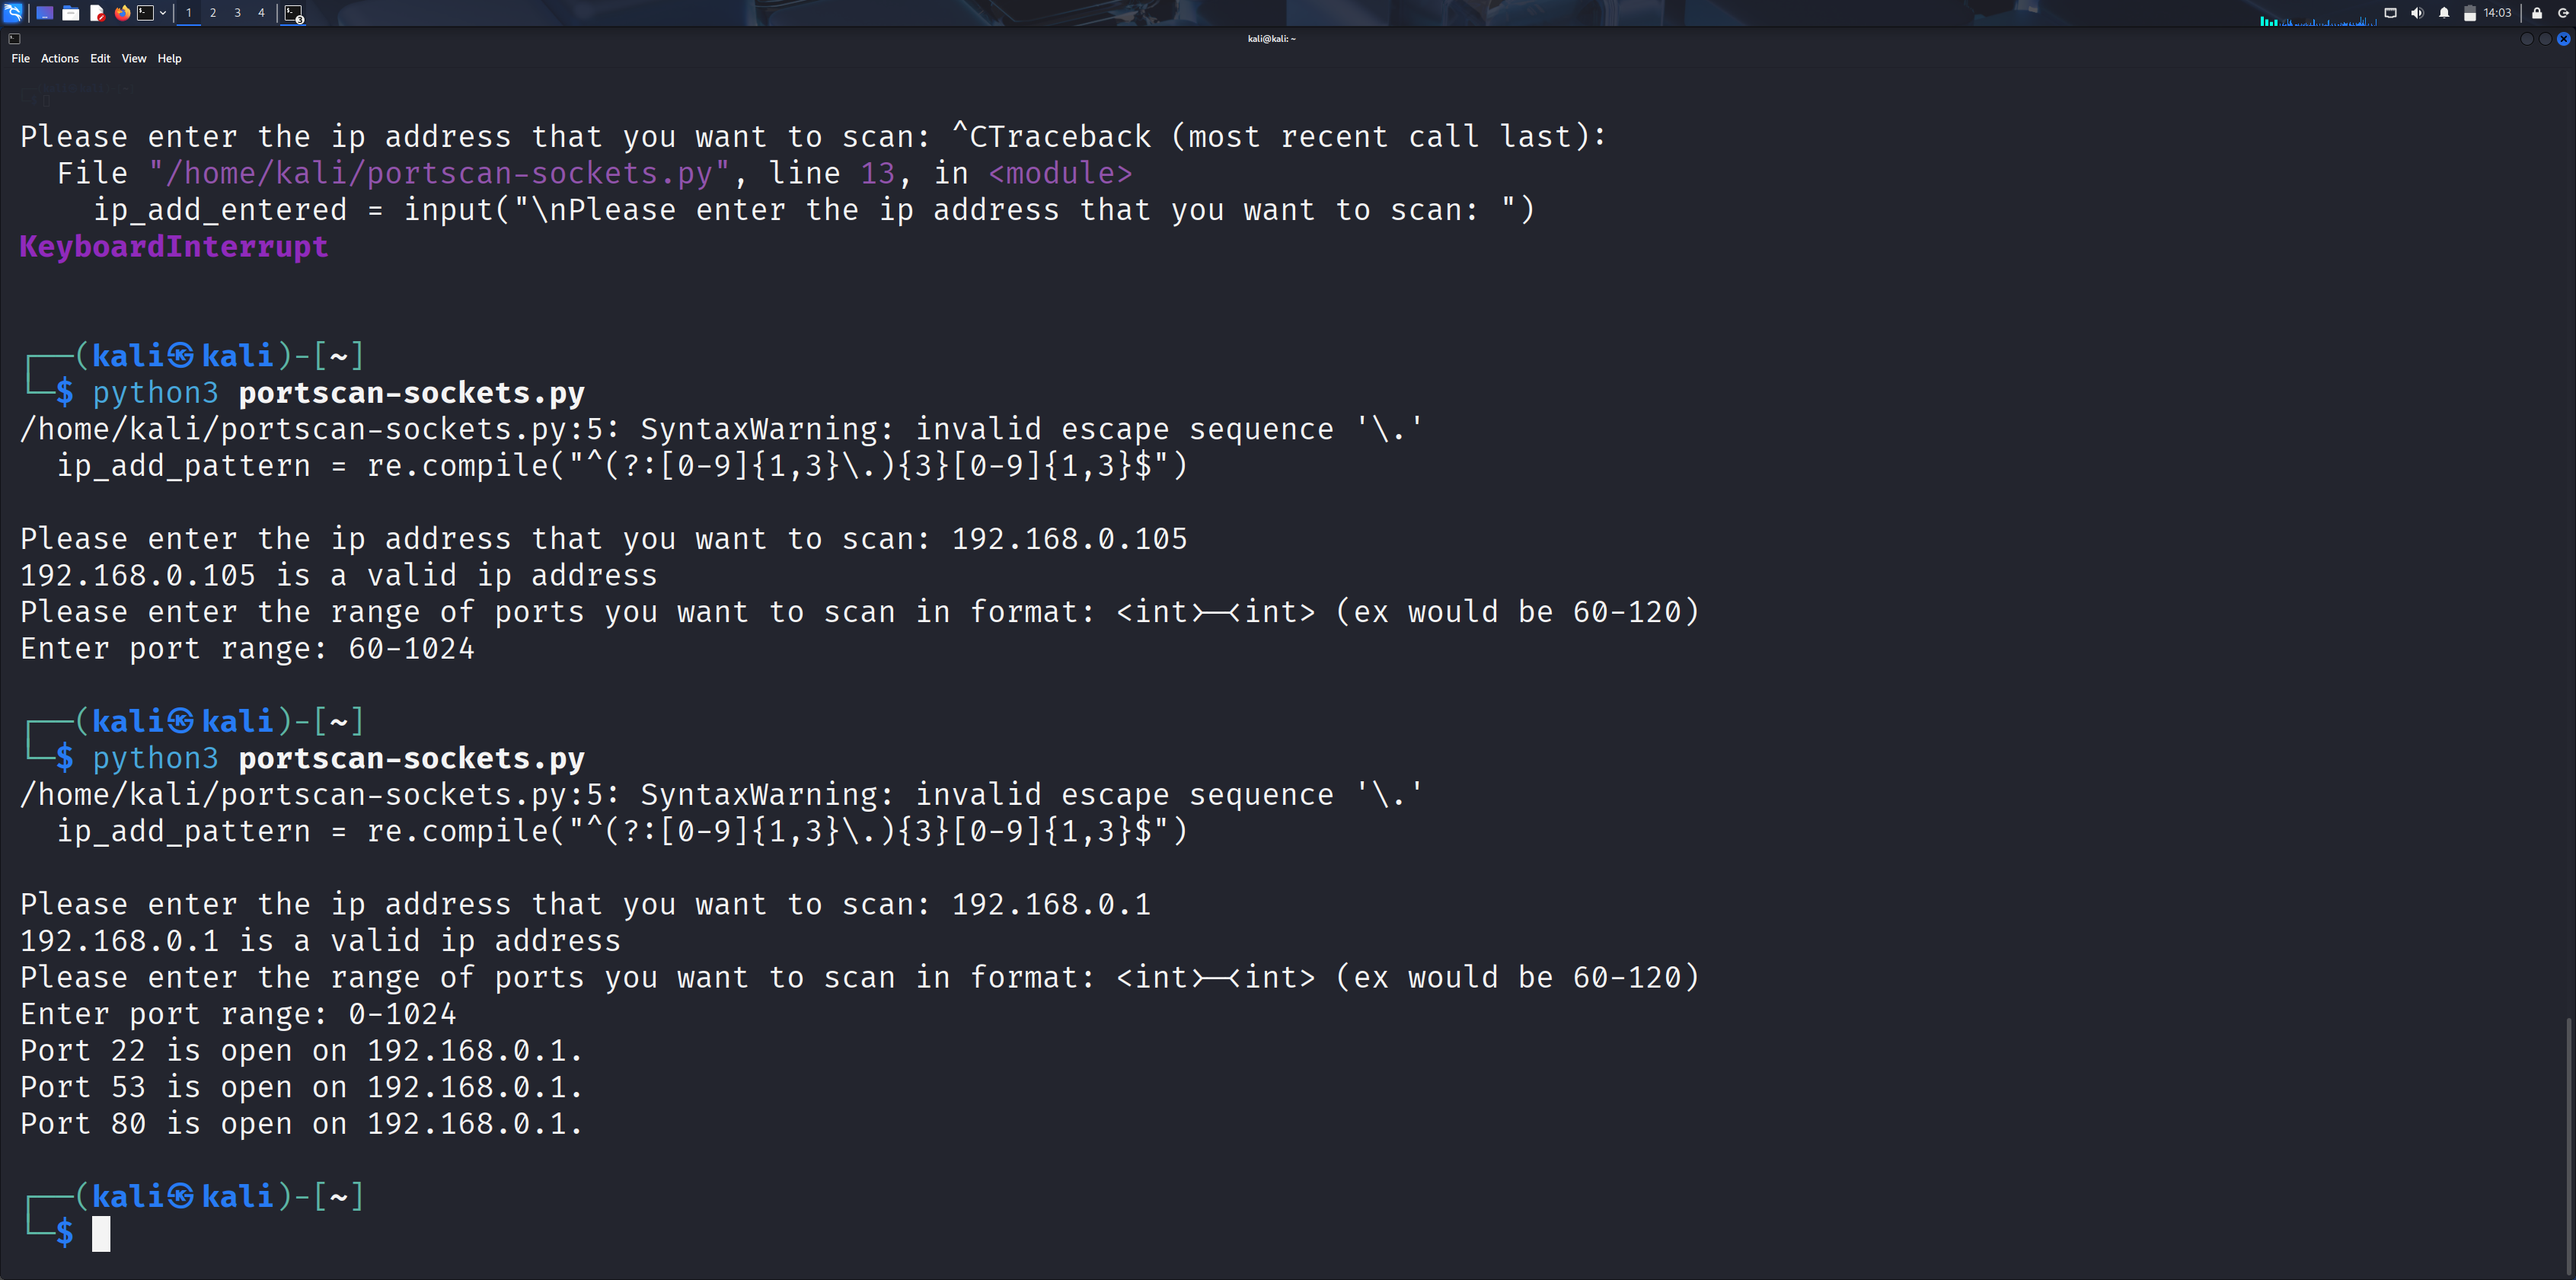 1 2 3 4 3 14:03
kali@kali: ~
File Actions Edit View Help
Please enter the ip address that you want to scan: ^CTraceback (most recent call last):
  File "/home/kali/portscan-sockets.py", line 13, in <module>
    ip_add_entered = input("\nPlease enter the ip address that you want to scan: ")
KeyboardInterrupt
┌──(kali㉿kali)-[~]
└─$ python3 portscan-sockets.py
/home/kali/portscan-sockets.py:5: SyntaxWarning: invalid escape sequence '\.'
  ip_add_pattern = re.compile("^(?:[0-9]{1,3}\.){3}[0-9]{1,3}$")
Please enter the ip address that you want to scan: 192.168.0.105
192.168.0.105 is a valid ip address
Please enter the range of ports you want to scan in format: <int>-<int> (ex would be 60-120)
Enter port range: 60-1024
┌──(kali㉿kali)-[~]
└─$ python3 portscan-sockets.py
/home/kali/portscan-sockets.py:5: SyntaxWarning: invalid escape sequence '\.'
  ip_add_pattern = re.compile("^(?:[0-9]{1,3}\.){3}[0-9]{1,3}$")
Please enter the ip address that you want to scan: 192.168.0.1
192.168.0.1 is a valid ip address
Please enter the range of ports you want to scan in format: <int>-<int> (ex would be 60-120)
Enter port range: 0-1024
Port 22 is open on 192.168.0.1.
Port 53 is open on 192.168.0.1.
Port 80 is open on 192.168.0.1.
┌──(kali㉿kali)-[~]
└─$